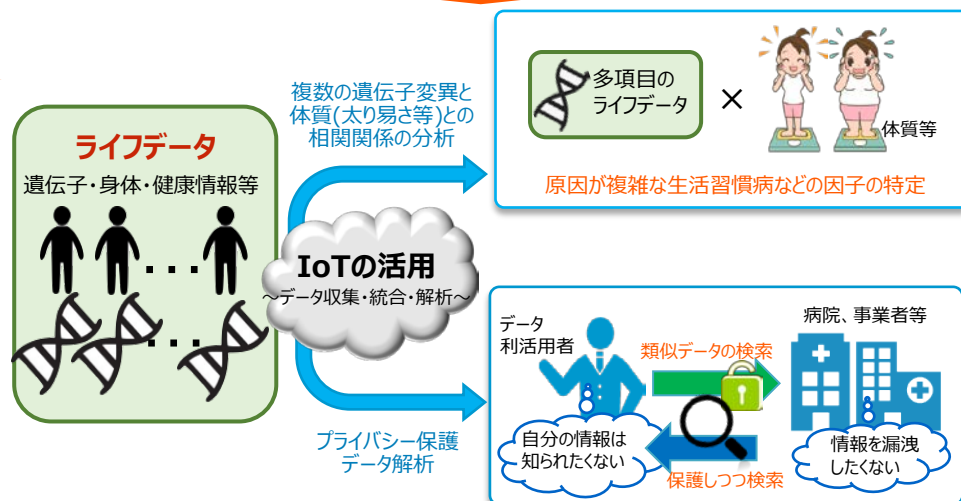 ライフデータ
遺伝子・身体・健康情報等
・・・
・・・
複数の遺伝子変異と
体質(太り易さ等)との
相関関係の分析
IoTの活用
～データ収集・統合・解析～
プライバシー保護
データ解析
多項目の
ライフデータ
×
体質等
原因が複雑な生活習慣病などの因子の特定
データ
利活用者
類似データの検索
病院、事業者等
自分の情報は
知られたくない
保護しつつ検索
情報を漏洩
したくない